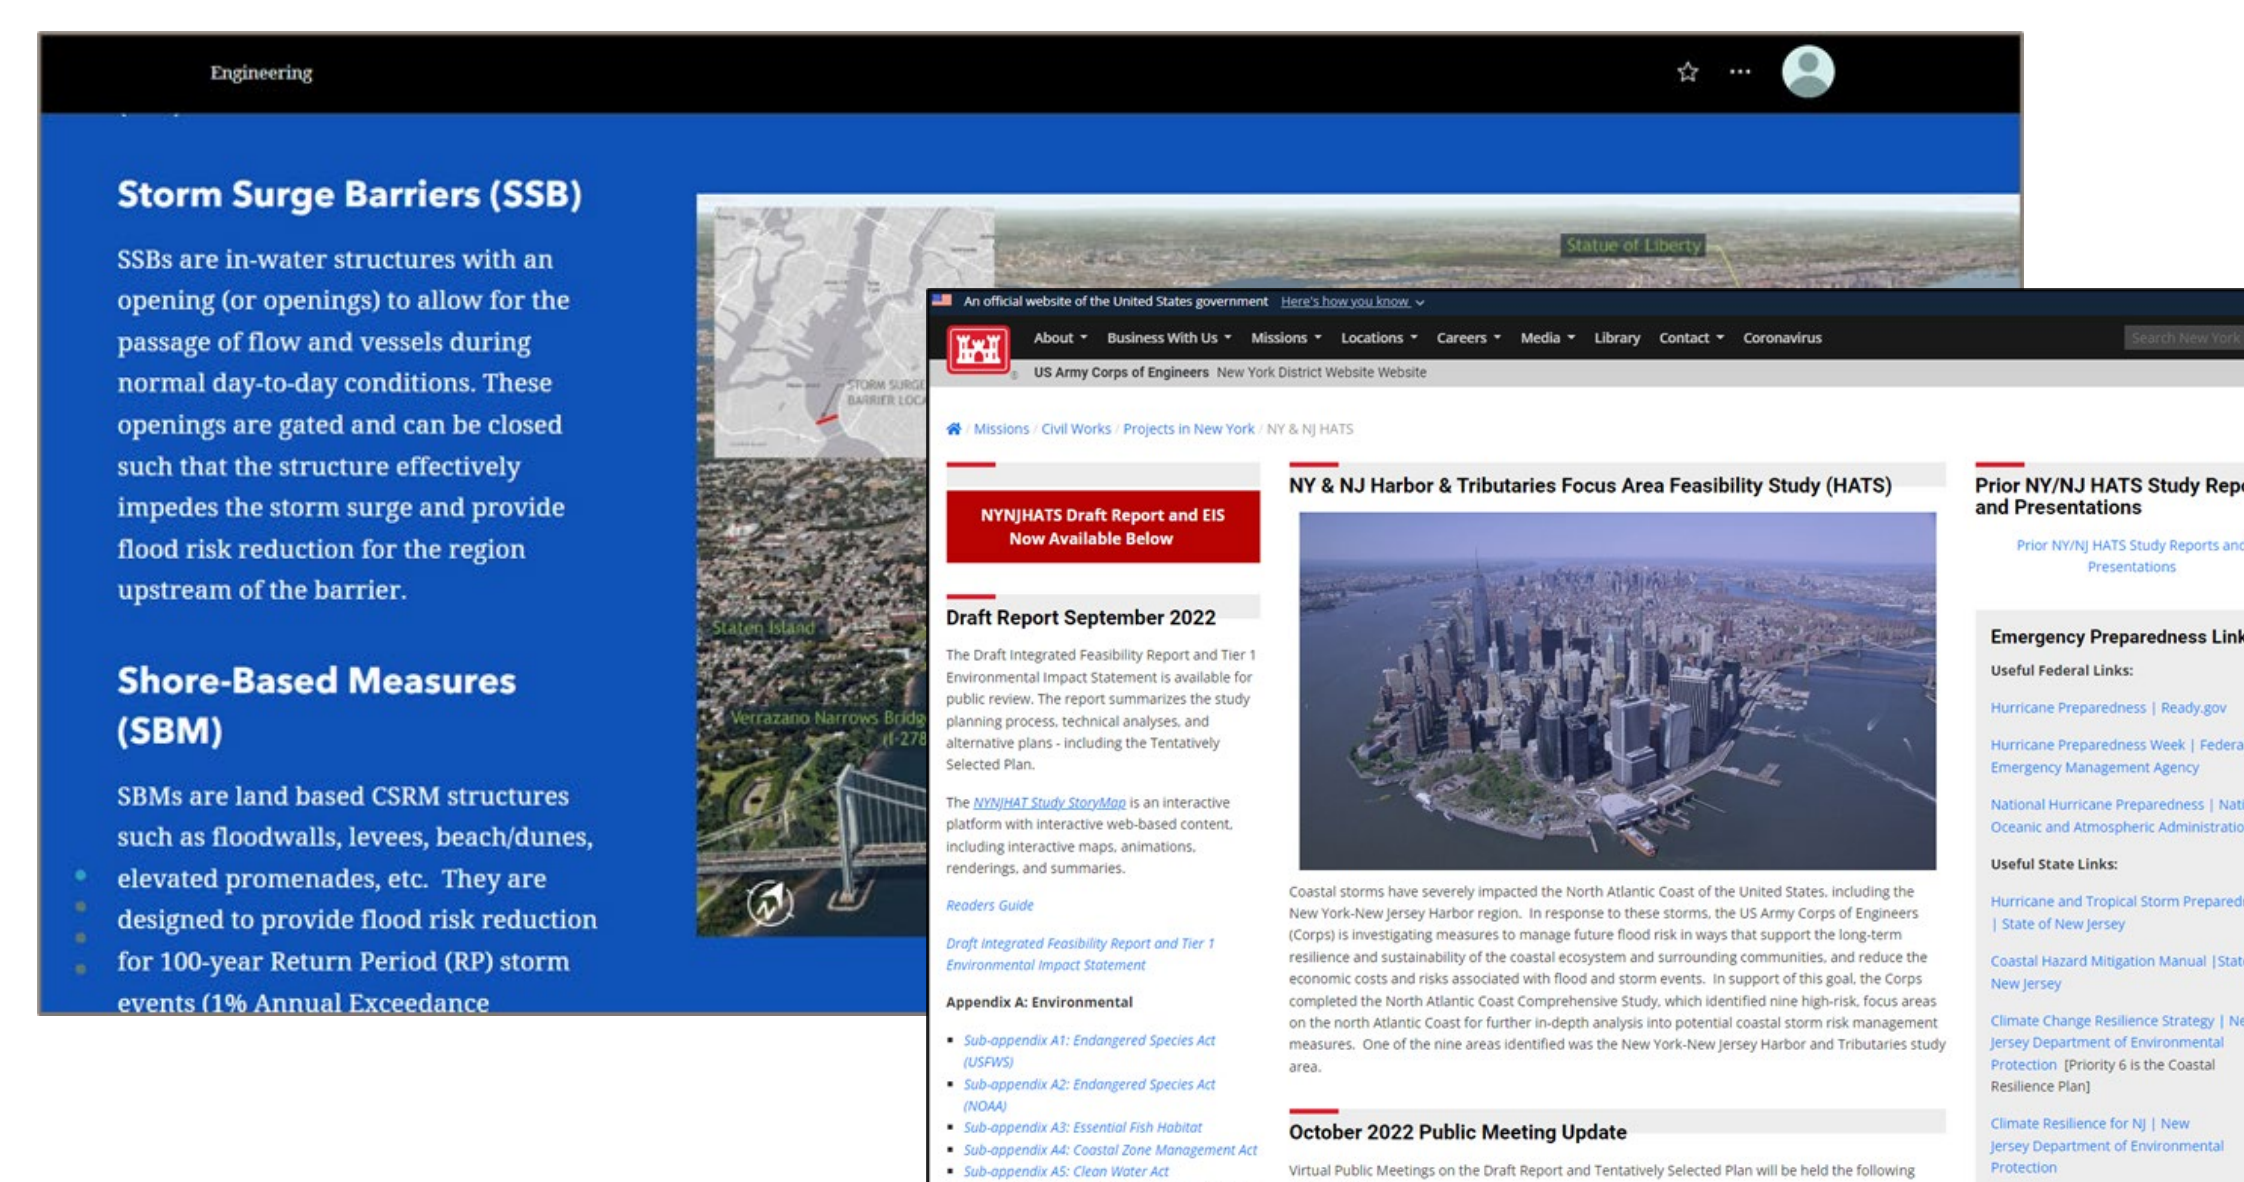 Engineering
Storm Surge Barriers (SSB)
SSBs are in-water structures with an
opening (or openings) to allow for the
passage of flow and vessels during
normal day-to-day conditions. These
openings are gated and can be closed
such that the structure effectively
impedes the storm surge and provide
flood risk reduction for the region
upstream of the barrier.
Shore-Based Measures
(SBM)
SBMs are land based CSRM structures
such as floodwalls, levees, beach/dunes,
elevated promenades, etc.  They are
designed to provide flood risk reduction
for 100-year Return Period (RP) storm
events (1% Annual Exceedance
Statue of Liberty
STORM SURGE
BARRIER
Staten Island
Verrazano Narrows
(I-278
An official website of the United States government Here's how you know
About Business With Us Missions Locations Careers Media Library Contact Coronavirus
Search New York
US Army Corps of Engineers New York District Website Website
/ Missions / Civil Works / Projects in New York / NY & NJ HATS
NYNJHATS Draft Report and EIS
Now Available Below
Draft Report September 2022
The Draft Integrated Feasibility Report and Tier 1
Environmental Impact Statement is available for
public review. The report summarizes the study
planning process, technical analyses, and
alternative plans - including the Tentatively
Selected Plan.
The NYNJHAT Study StoryMap is an interactive
platform with interactive web-based content,
including interactive maps, animations,
renderings, and summaries.
Readers Guide
Draft Integrated Feasibility Report and Tier 1
Environmental Impact Statement
Appendix A: Environmental
▪ Sub-appendix A1: Endangered Species Act
(USFWS)
▪ Sub-appendix A2: Endangered Species Act
(NOAA)
▪ Sub-appendix A3: Essential Fish Habitat
▪ Sub-appendix A4: Coastal Zone Management Act
▪ Sub-appendix A5: Clean Water Act
NY & NJ Harbor & Tributaries Focus Area Feasibility Study (HATS)
Coastal storms have severely impacted the North Atlantic Coast of the United States, including the
New York-New Jersey Harbor region.  In response to these storms, the US Army Corps of Engineers
(Corps) is investigating measures to manage future flood risk in ways that support the long-term
resilience and sustainability of the coastal ecosystem and surrounding communities, and reduce the
economic costs and risks associated with flood and storm events.  In support of this goal, the Corps
completed the North Atlantic Coast Comprehensive Study, which identified nine high-risk, focus areas
on the north Atlantic Coast for further in-depth analysis into potential coastal storm risk management
measures.  One of the nine areas identified was the New York-New Jersey Harbor and Tributaries study
area.
October 2022 Public Meeting Update
Virtual Public Meetings on the Draft Report and Tentatively Selected Plan will be held the following
Prior NY/NJ HATS Study Repo
and Presentations
Prior NY/NJ HATS Study Reports and
Presentations
Emergency Preparedness Link
Useful Federal Links:
Hurricane Preparedness | Ready.gov
Hurricane Preparedness Week | Federa
Emergency Management Agency
National Hurricane Preparedness | Nati
Oceanic and Atmospheric Administratio
Useful State Links:
Hurricane and Tropical Storm Prepared
| State of New Jersey
Coastal Hazard Mitigation Manual |State
New Jersey
Climate Change Resilience Strategy | Ne
Jersey Department of Environmental
Protection  [Priority 6 is the Coastal
Resilience Plan]
Climate Resilience for NJ | New
Jersey Department of Environmental
Protection